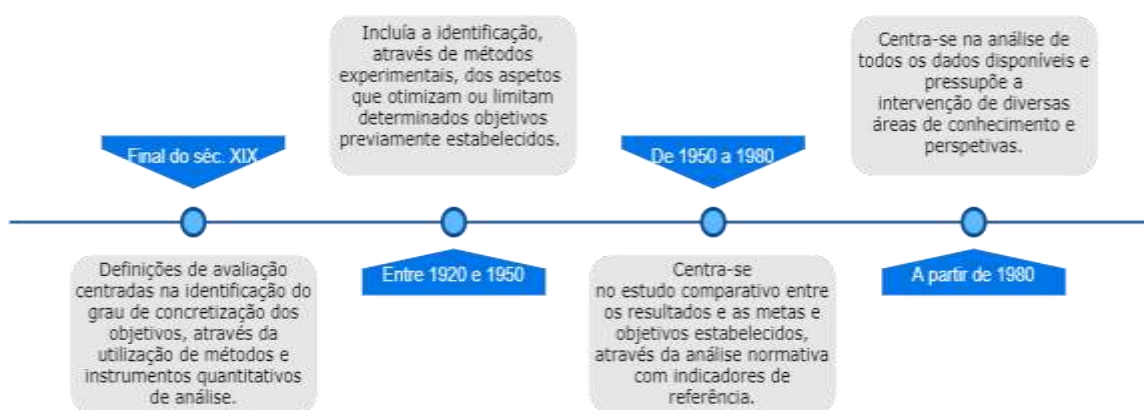 Final do séc. XIX
Definições de avaliação
centradas na identificação do
grau de concretização dos
objetivos, através da
utilização de métodos e
instrumentos quantitativos
de análise.
Incluía a identificação,
através de métodos
experimentais, dos aspetos
que otimizam ou limitam
determinados objetivos
previamente estabelecidos.
Entre 1920 e 1950
De 1950 a 1980
Centra-se
no estudo comparativo entre
os resultados e as metas e
objetivos estabelecidos,
através da análise normativa
com indicadores de
referência.
Centra-se na análise de
todos os dados disponíveis e
pressupõe a
intervenção de diversas
áreas de conhecimento e
perspetivas.
A partir de 1980